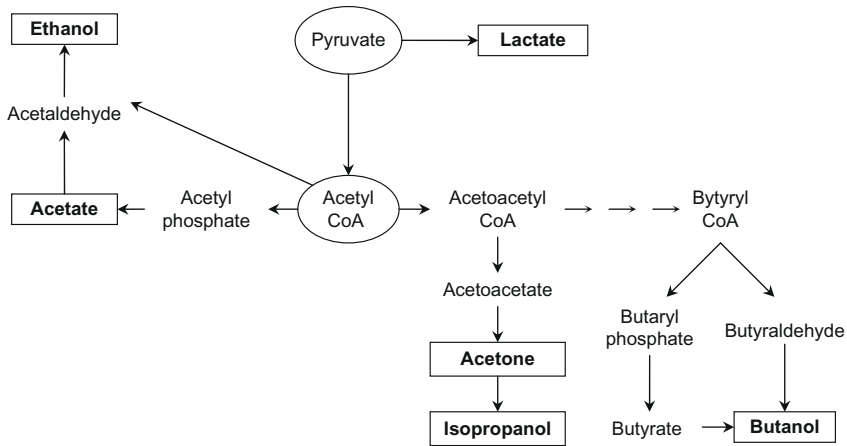 Ethanol
Pyruvate
Lactate
Acetaldehyde
Acetate
Acetyl
phosphate
Acetyl
CoA
Acetoacetyl
CoA
Bytyryl
CoA
Acetoacetate
Butaryl
phosphate
Butyraldehyde
Acetone
Isopropanol
Butyrate
Butanol